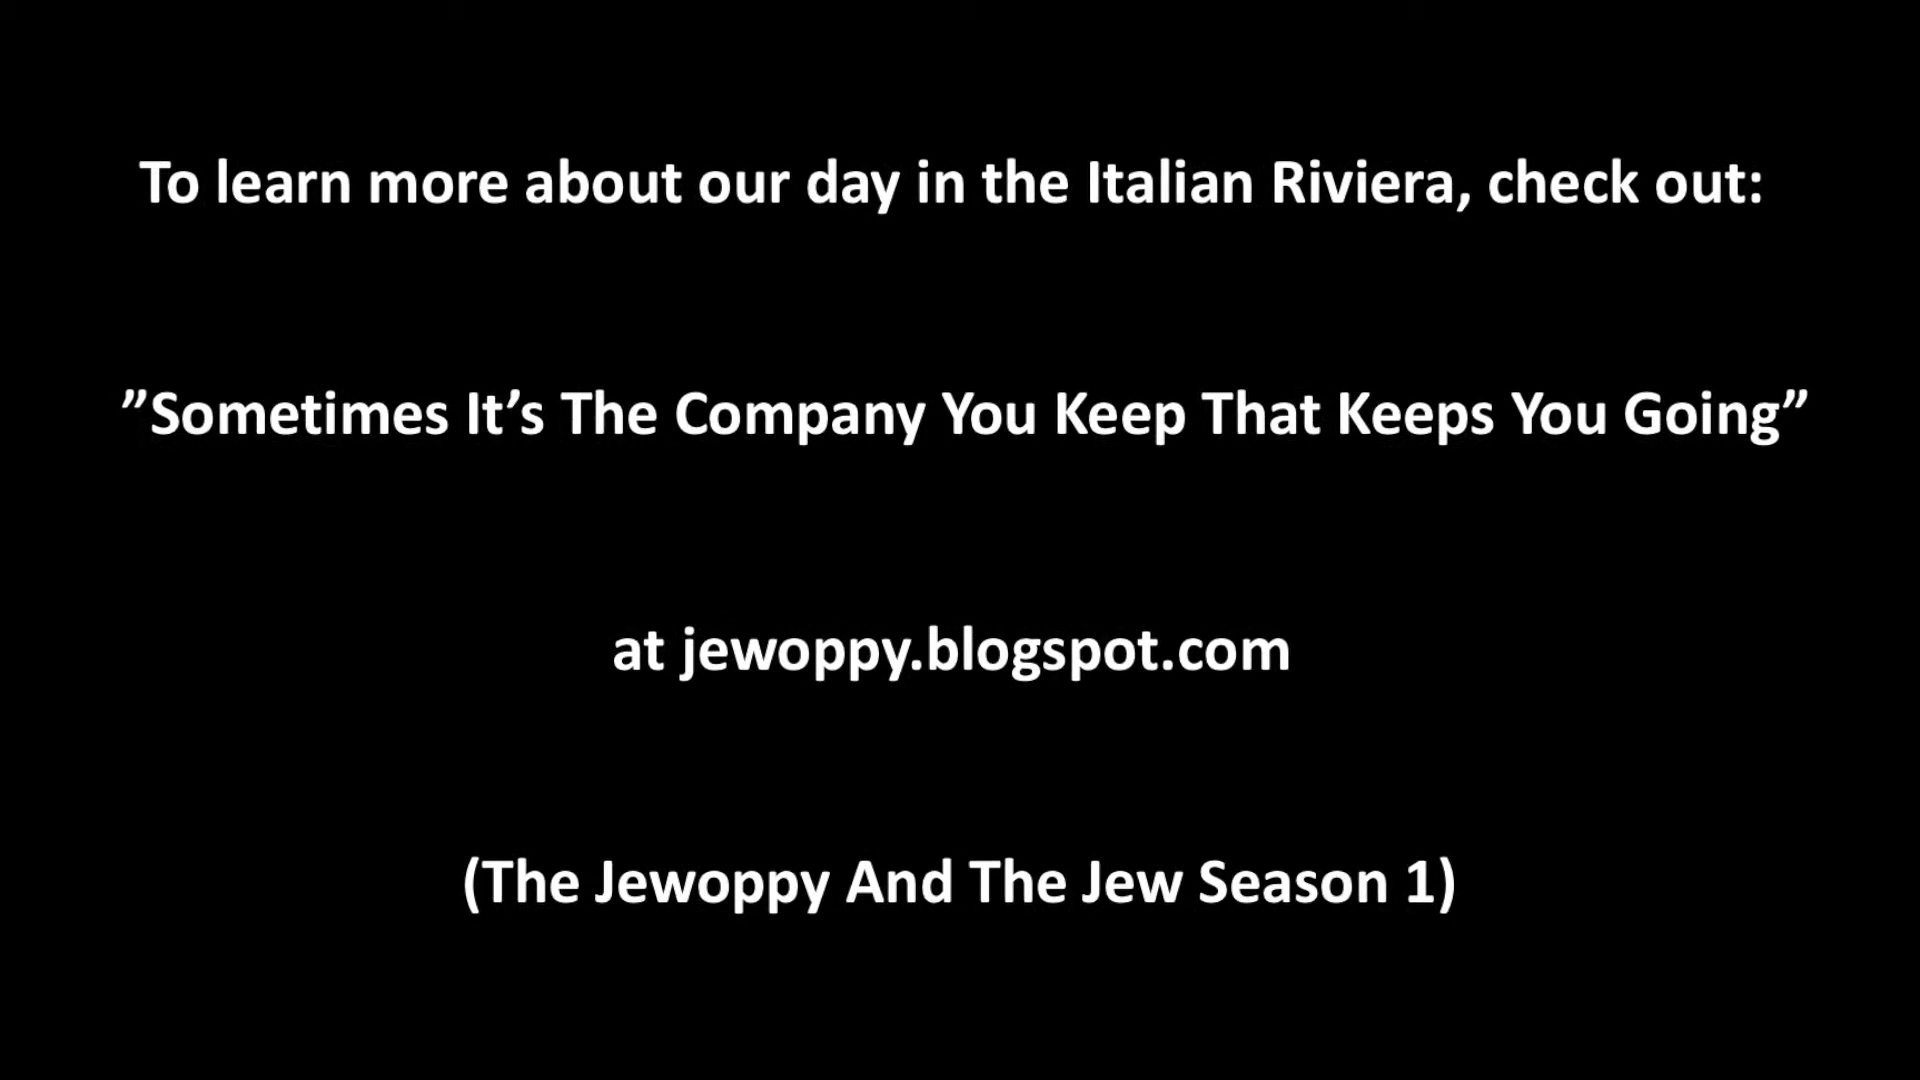 To learn more about our day in the Italian Riviera, check out:
”Sometimes It’s The Company You Keep That Keeps You Going”
at jewoppy.blogspot.com
(The Jewoppy And The Jew Season 1)